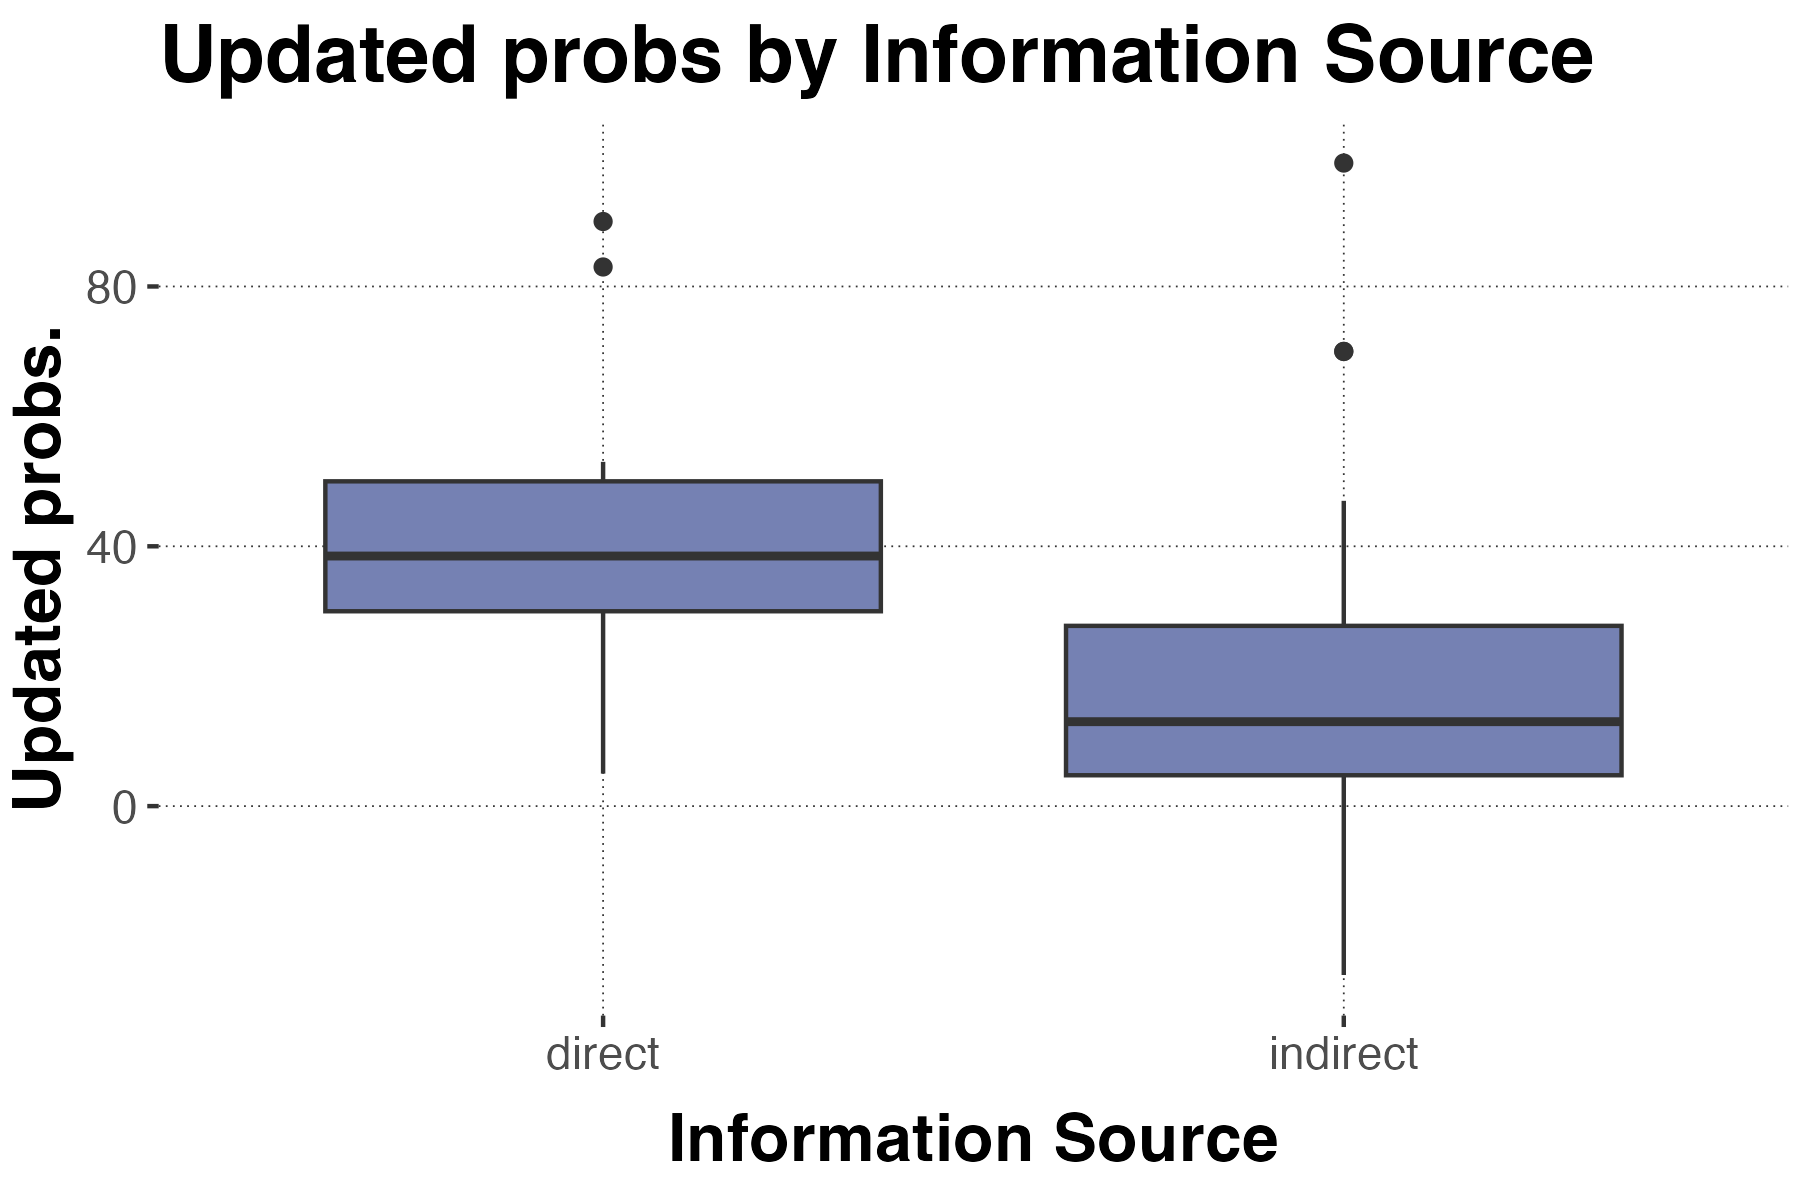 Updated probs by Information Source
Updated probs.
80
40
0
direct
indirect
Information Source